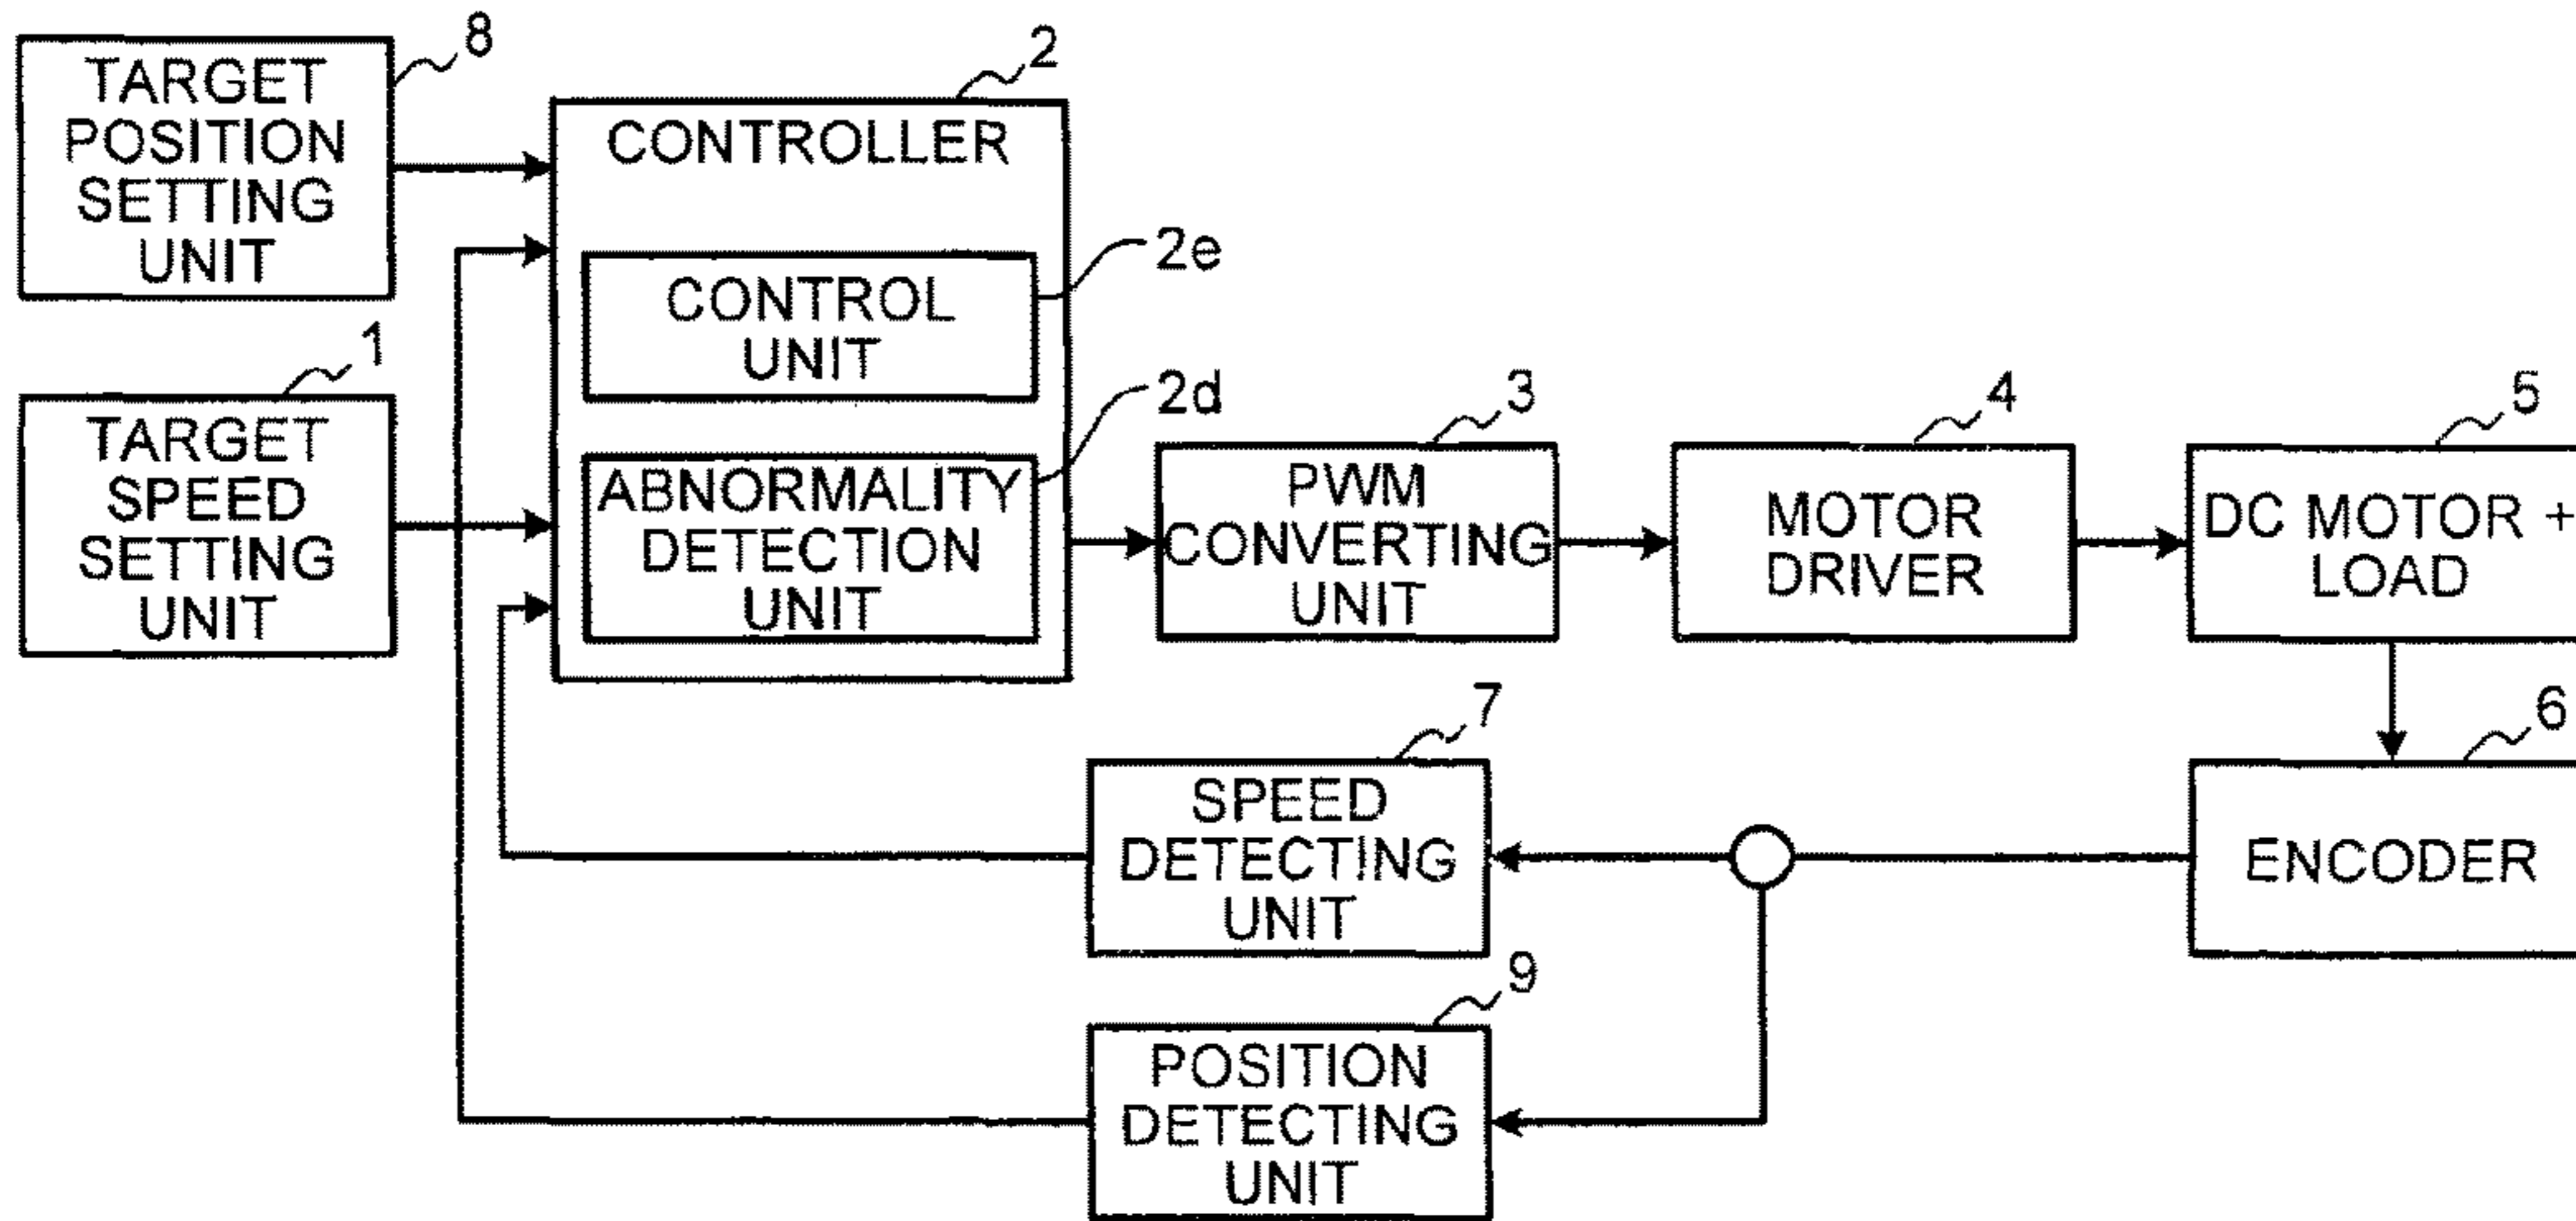 8
TARGET
POSITION
SETTING
UNIT
2
CONTROLLER
2e
CONTROL
UNIT
1
TARGET
SPEED
SETTING
UNIT
2d
ABNORMALITY
DETECTION
UNIT
3
PWM
CONVERTING
UNIT
4
MOTOR
DRIVER
5
DC MOTOR +
LOAD
7
SPEED
DETECTING
UNIT
6
ENCODER
9
POSITION
DETECTING
UNIT